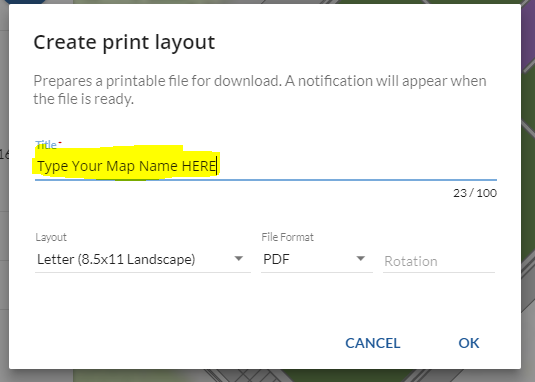 Create print layout
Prepares a printable file for download. A notification will appear when
the file is ready.
16
Title *
Type Your Map Name HERE
23 / 100
Layout
File Format
Letter (8.5x11 Landscape)
PDF
Rotation
CANCEL
OK